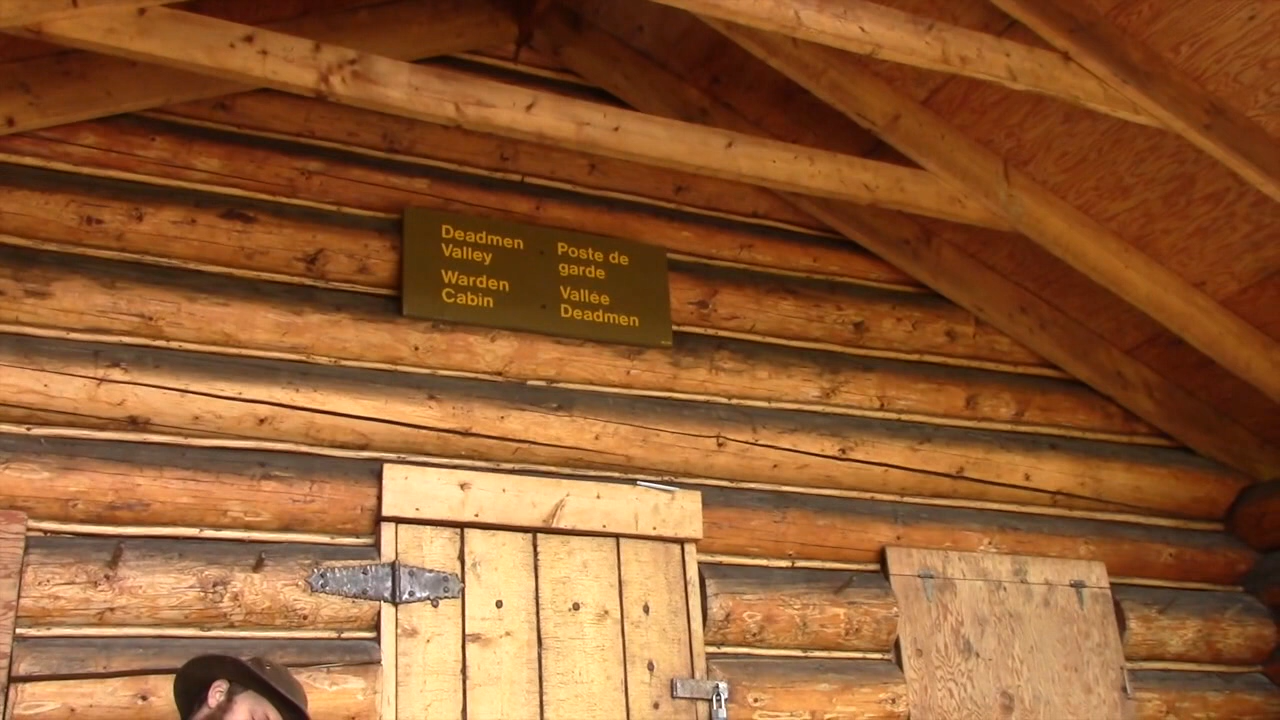 Deadmen
Valley
Warden
Cabin
Poste de
garde
Vallée
Deadmen